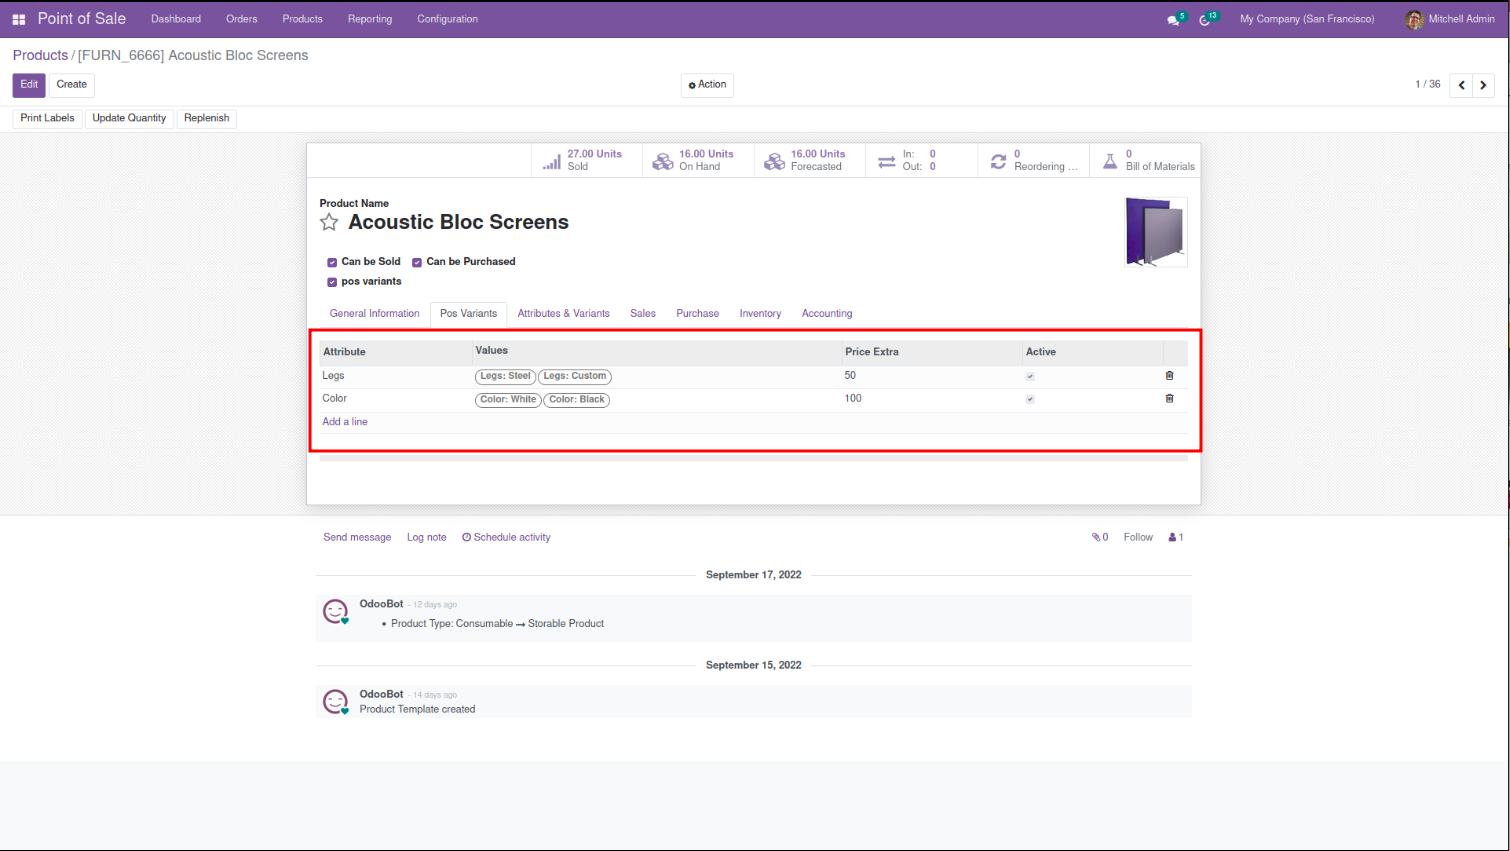 Point of Sale Dashboard Orders Products Reporting Configuration 5 13 My Company (San Francisco) Mitchell Admin
Products / [FURN_6666] Acoustic Bloc Screens
Edit Create Action 1 / 36
Print Labels Update Quantity Replenish
27.00 Units 16.00 Units 16.00 Units In: 0 0 0
Sold On Hand Forecasted Out: 0 Reordering ... Bill of Materials
Product Name
Acoustic Bloc Screens
Can be Sold Can be Purchased
pos variants
General Information Pos Variants Attributes & Variants Sales Purchase Inventory Accounting
Attribute Values Price Extra Active
Legs Legs: Steel Legs: Custom 50
Color Color: White Color: Black 100
Add a line
Send message Log note Schedule activity 0 Follow 1
September 17, 2022
OdooBot - 12 days ago
• Product Type: Consumable → Storable Product
September 15, 2022
OdooBot - 14 days ago
Product Template created